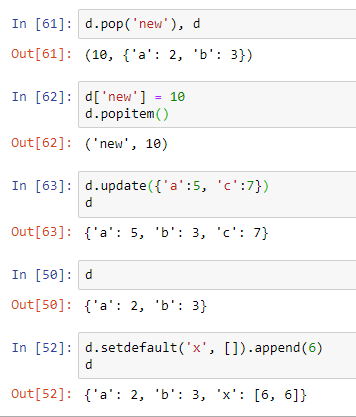 In [61]: d.pop('new'), d
Out[61]: (10, {'a': 2, 'b': 3})
In [62]: d['new'] = 10
d.popitem()
Out[62]: ('new', 10)
In [63]: d.update({'a':5, 'c':7})
d
Out[63]: {'a': 5, 'b': 3, 'c': 7}
In [50]: d
Out[50]: {'a': 2, 'b': 3}
In [52]: d.setdefault('x', []).append(6)
d
Out[52]: {'a': 2, 'b': 3, 'x': [6, 6]}